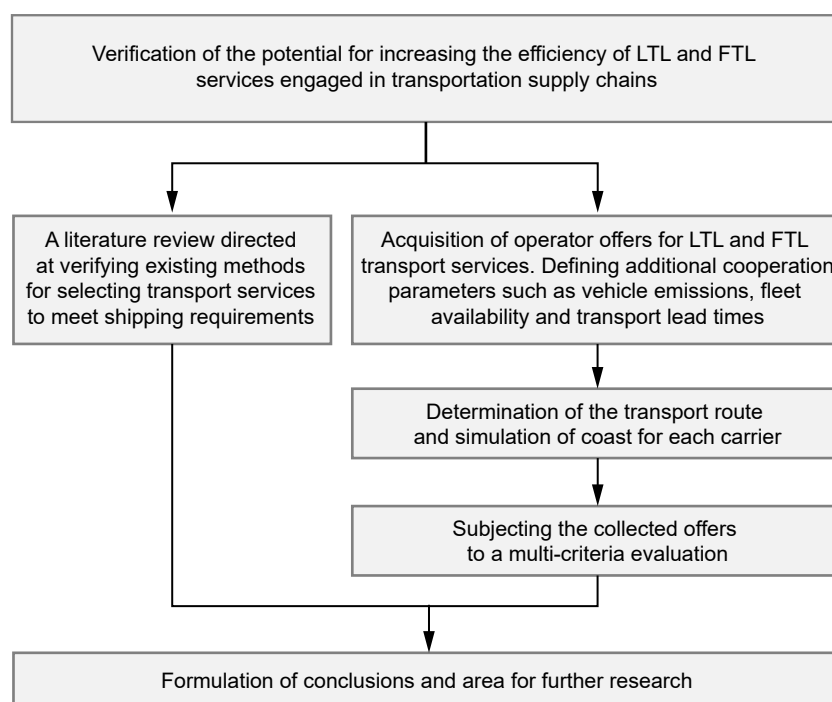 Verification of the potential for increasing the efficiency of LTL and FTL
services engaged in transportation supply chains
A literature review directed
at verifying existing methods
for selecting transport services
to meet shipping requirements
Acquisition of operator offers for LTL and FTL
transport services. Defining additional cooperation
parameters such as vehicle emissions, fleet
availability and transport lead times
Determination of the transport route
and simulation of coast for each carrier
Subjecting the collected offers
to a multi-criteria evaluation
Formulation of conclusions and area for further research